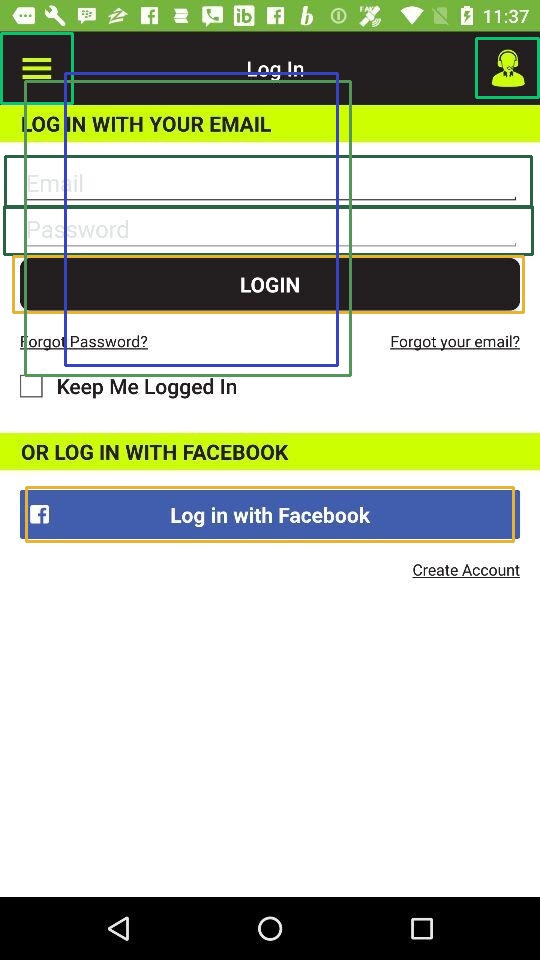 11:37
Log In
LOG IN WITH YOUR EMAIL
Email
Password
LOGIN
Forgot Password? Forgot your email?
Keep Me Logged In
OR LOG IN WITH FACEBOOK
Log in with Facebook
Create Account